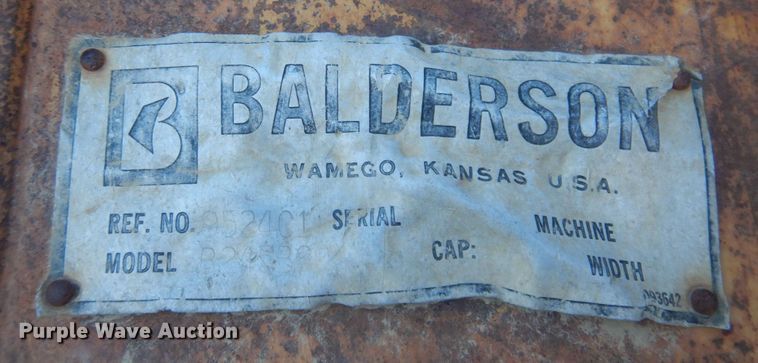 B BALDERSON
WAMEGO, KANSAS U.S.A.
REF. NO. SERIAL MACHINE
MODEL CAP: WIDTH
093642
Purple Wave Auction